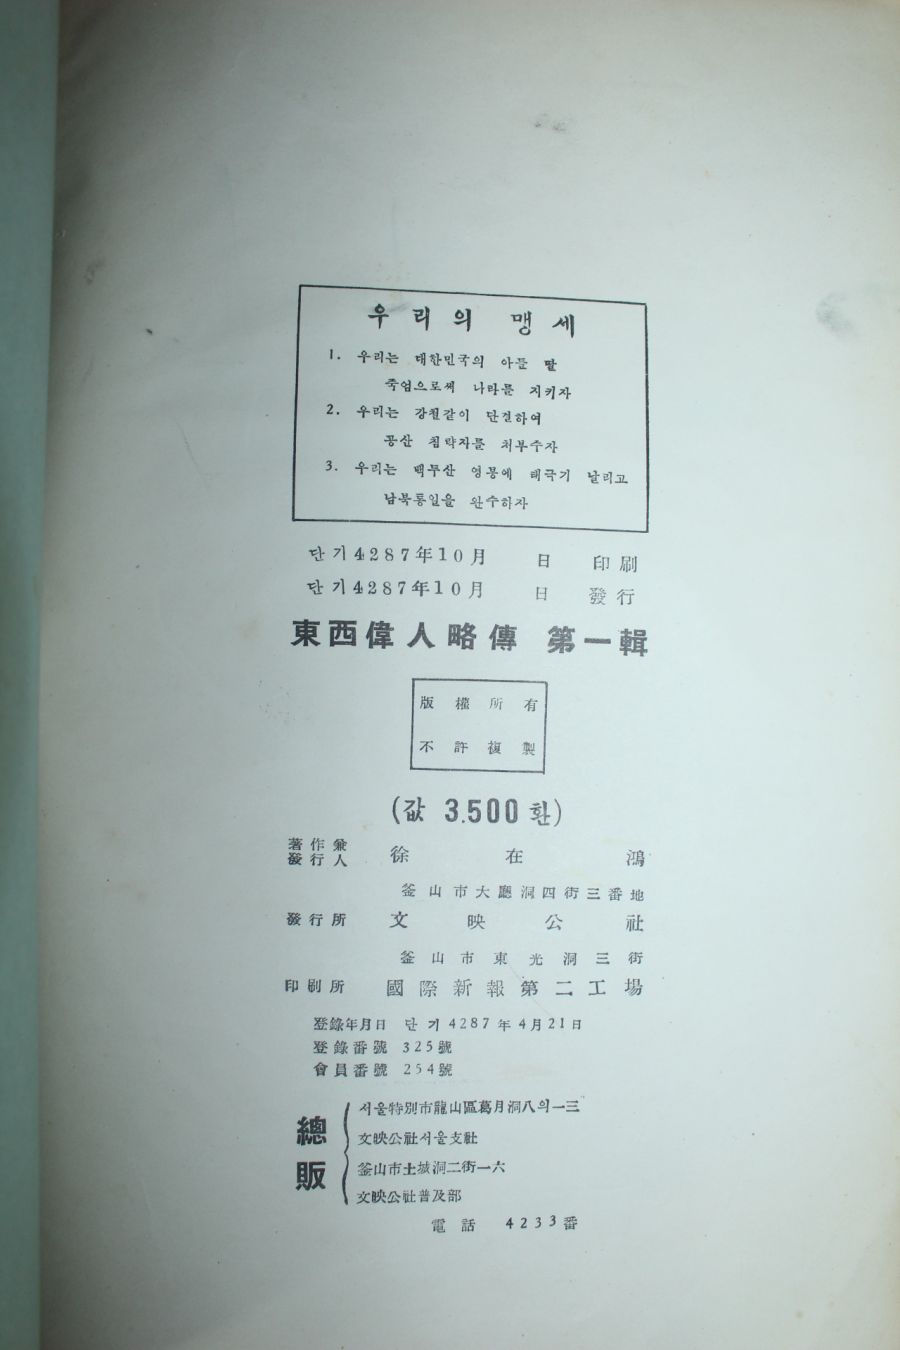 우리의 맹세
1. 우리는 대한민국의 아들 딸
죽엄으로써 나라를 지키자
2. 우리는 강철같이 단결하여
공산 침략자를 처부수자
3. 우리는 백두산 영봉에 태극기 날리고
남북통일을 완수하자
단기4287年10月 日 印刷
단기4287年10月 日 發行
東西偉人略傳 第一輯
版權所有
不許複製
(값 3.500환)
著作兼
發行人 徐在鴻
釜山市大廳洞四街三番地
發行所 文映公社
釜山市東光洞三街
印刷所 國際新報第二工場
登錄年月日 단기4287年4月21日
登錄番號 325號
會員番號 254號
總販
서울特別市龍山區葛月洞八의一三
文映公社서울支社
釜山市土城洞二街一六
文映公社普及部
電話 4233番